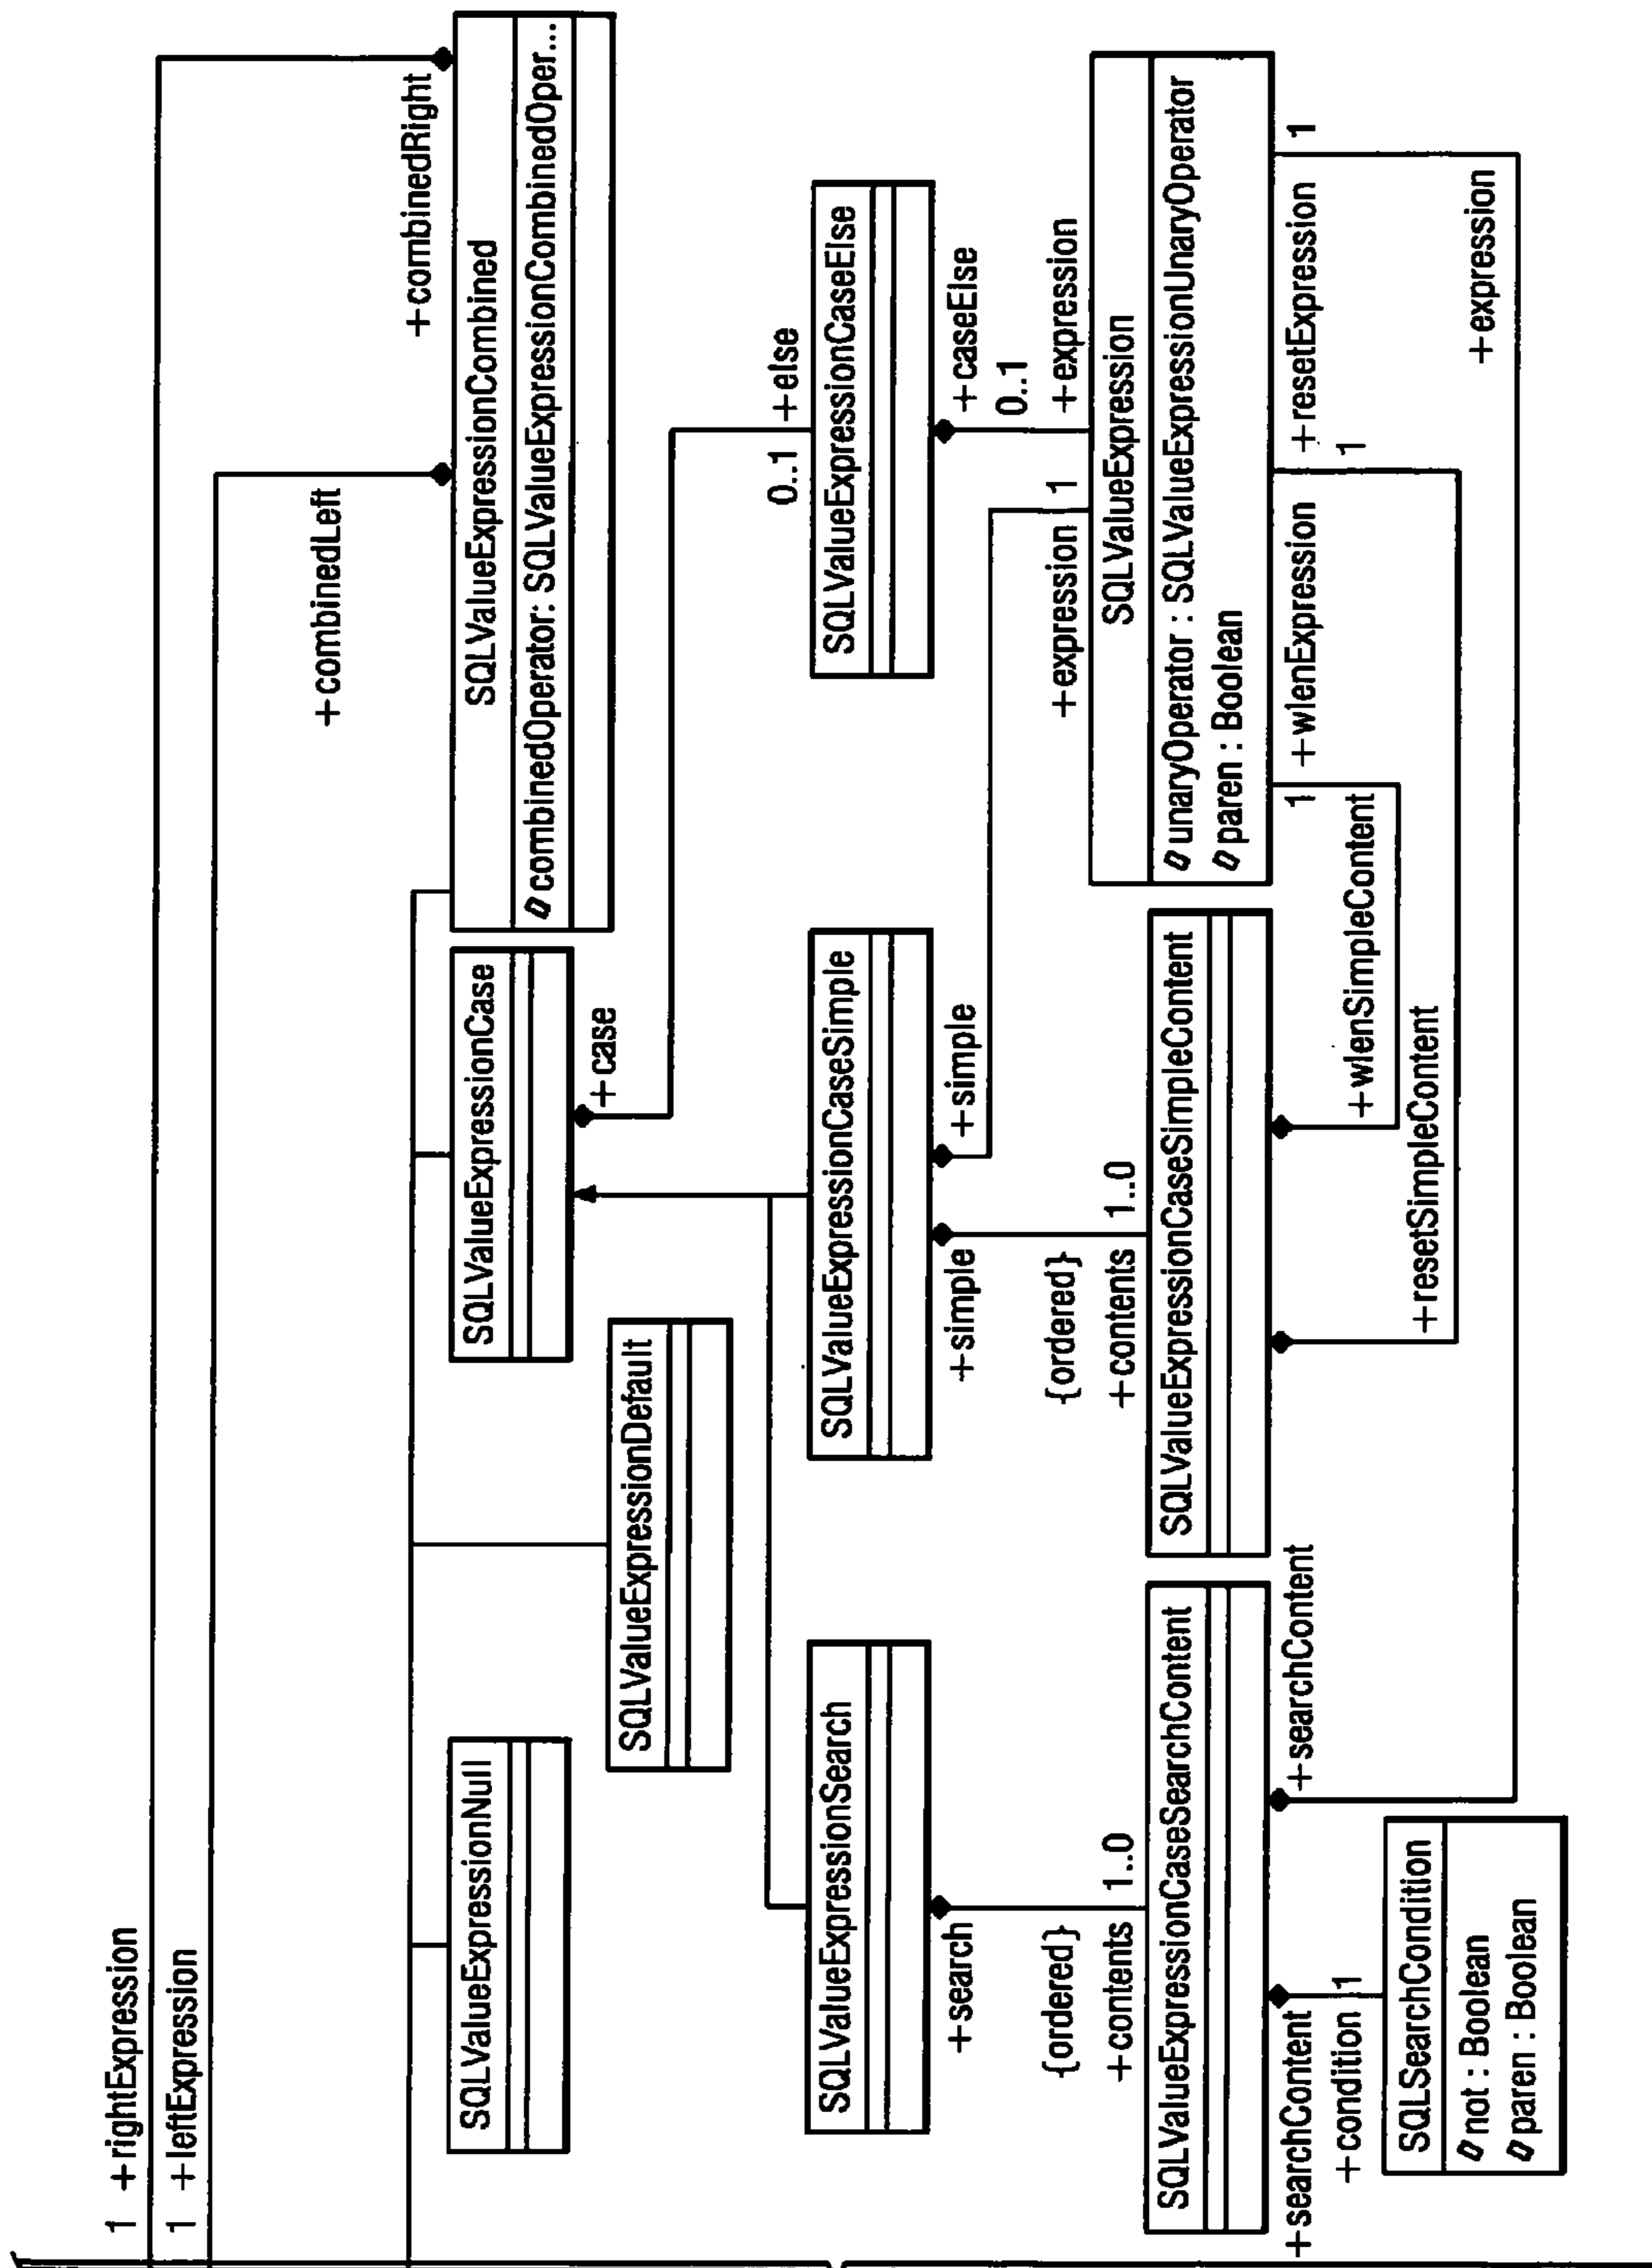 1 +rightExpression
1 +leftExpression
+combinedLeft
+combinedRight
SQLValueExpressionNull
SQLValueExpressionDefault
SQLValueExpressionCase
+case
SQLValueExpressionCombined
combinedOperator: SQLValueExpressionCombinedOper...
SQLValueExpressionSearch
+search
SQLValueExpressionCaseSimple
+simple
+simple
0..1 +else
SQLValueExpressionCaseElse
+caseElse
0..1
{ordered}
+contents 1..0
{ordered}
+contents 1..0
+expression 1
+expression
SQLValueExpressionCaseSearchContent
+searchContent
+searchContent
SQLValueExpressionCaseSimpleContent
+resetSimpleContent
+wlenSimpleContent
SQLValueExpression
unaryOperator : SQLValueExpressionUnaryOperator
paren : Boolean
1 +wlenExpression
+resetExpression
1
1
+expression
+condition 1
SQLSearchCondition
not : Boolean
paren : Boolean